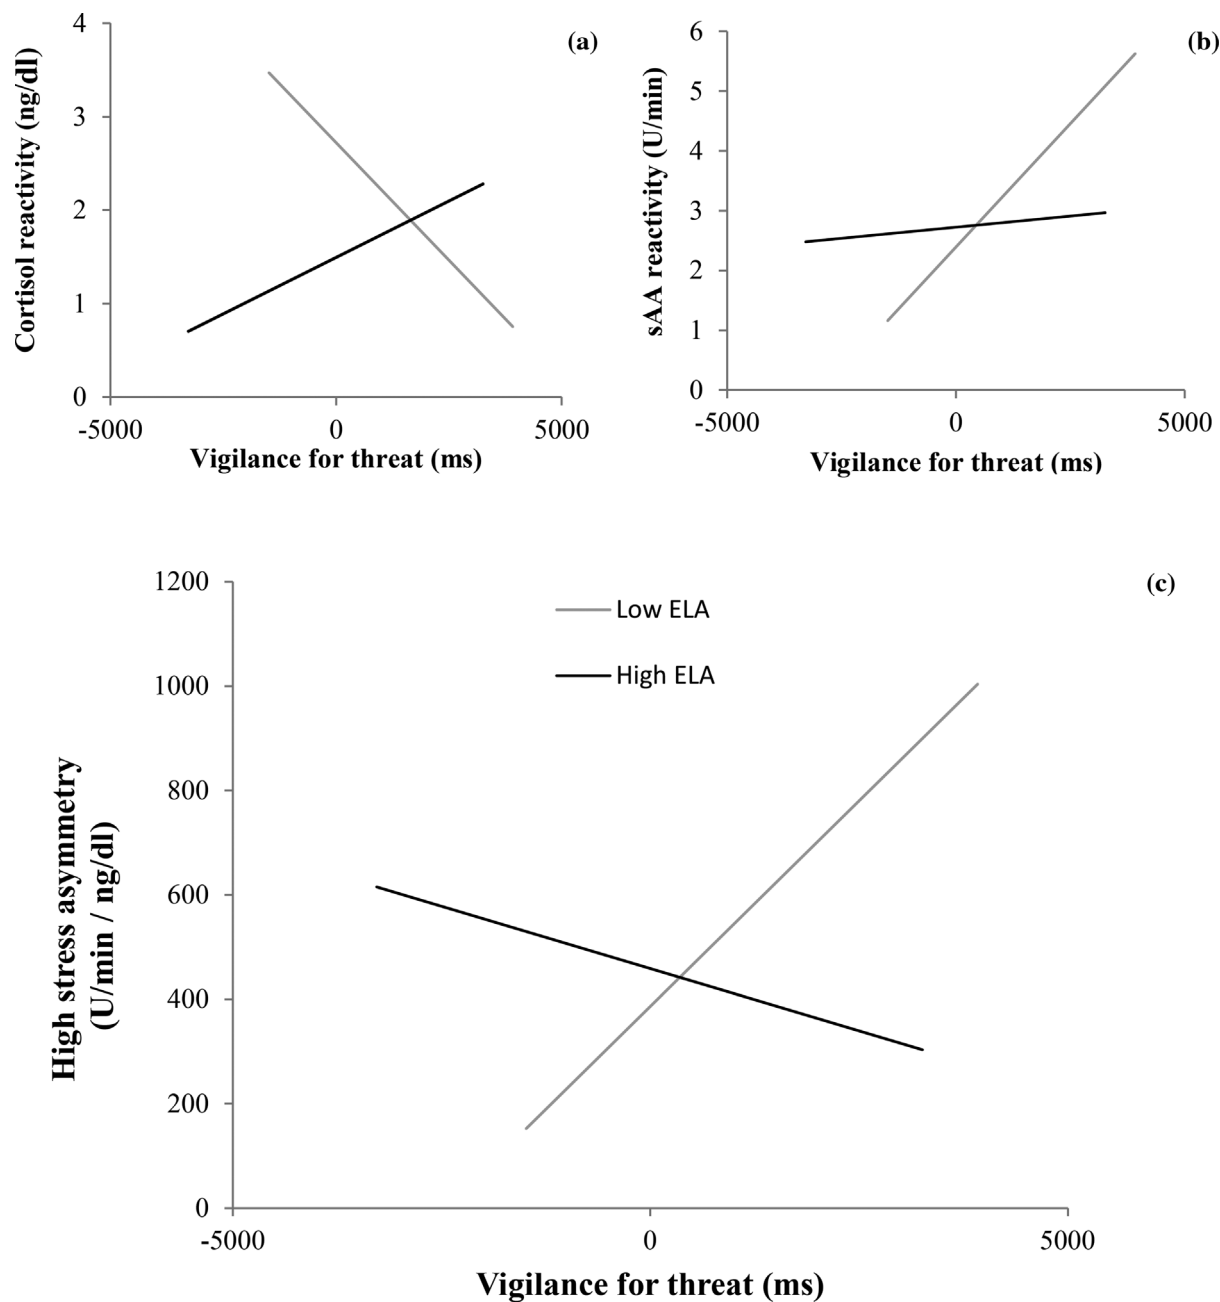 (a)
Cortisol reactivity (ng/dl)
4
3
2
1
0
-5000
0
5000
Vigilance for threat (ms)
(b)
sAA reactivity (U/min)
6
5
4
3
2
1
0
-5000
0
5000
Vigilance for threat (ms)
(c)
High stress asymmetry
(U/min / ng/dl)
1200
1000
800
600
400
200
0
Low ELA
High ELA
-5000
0
5000
Vigilance for threat (ms)